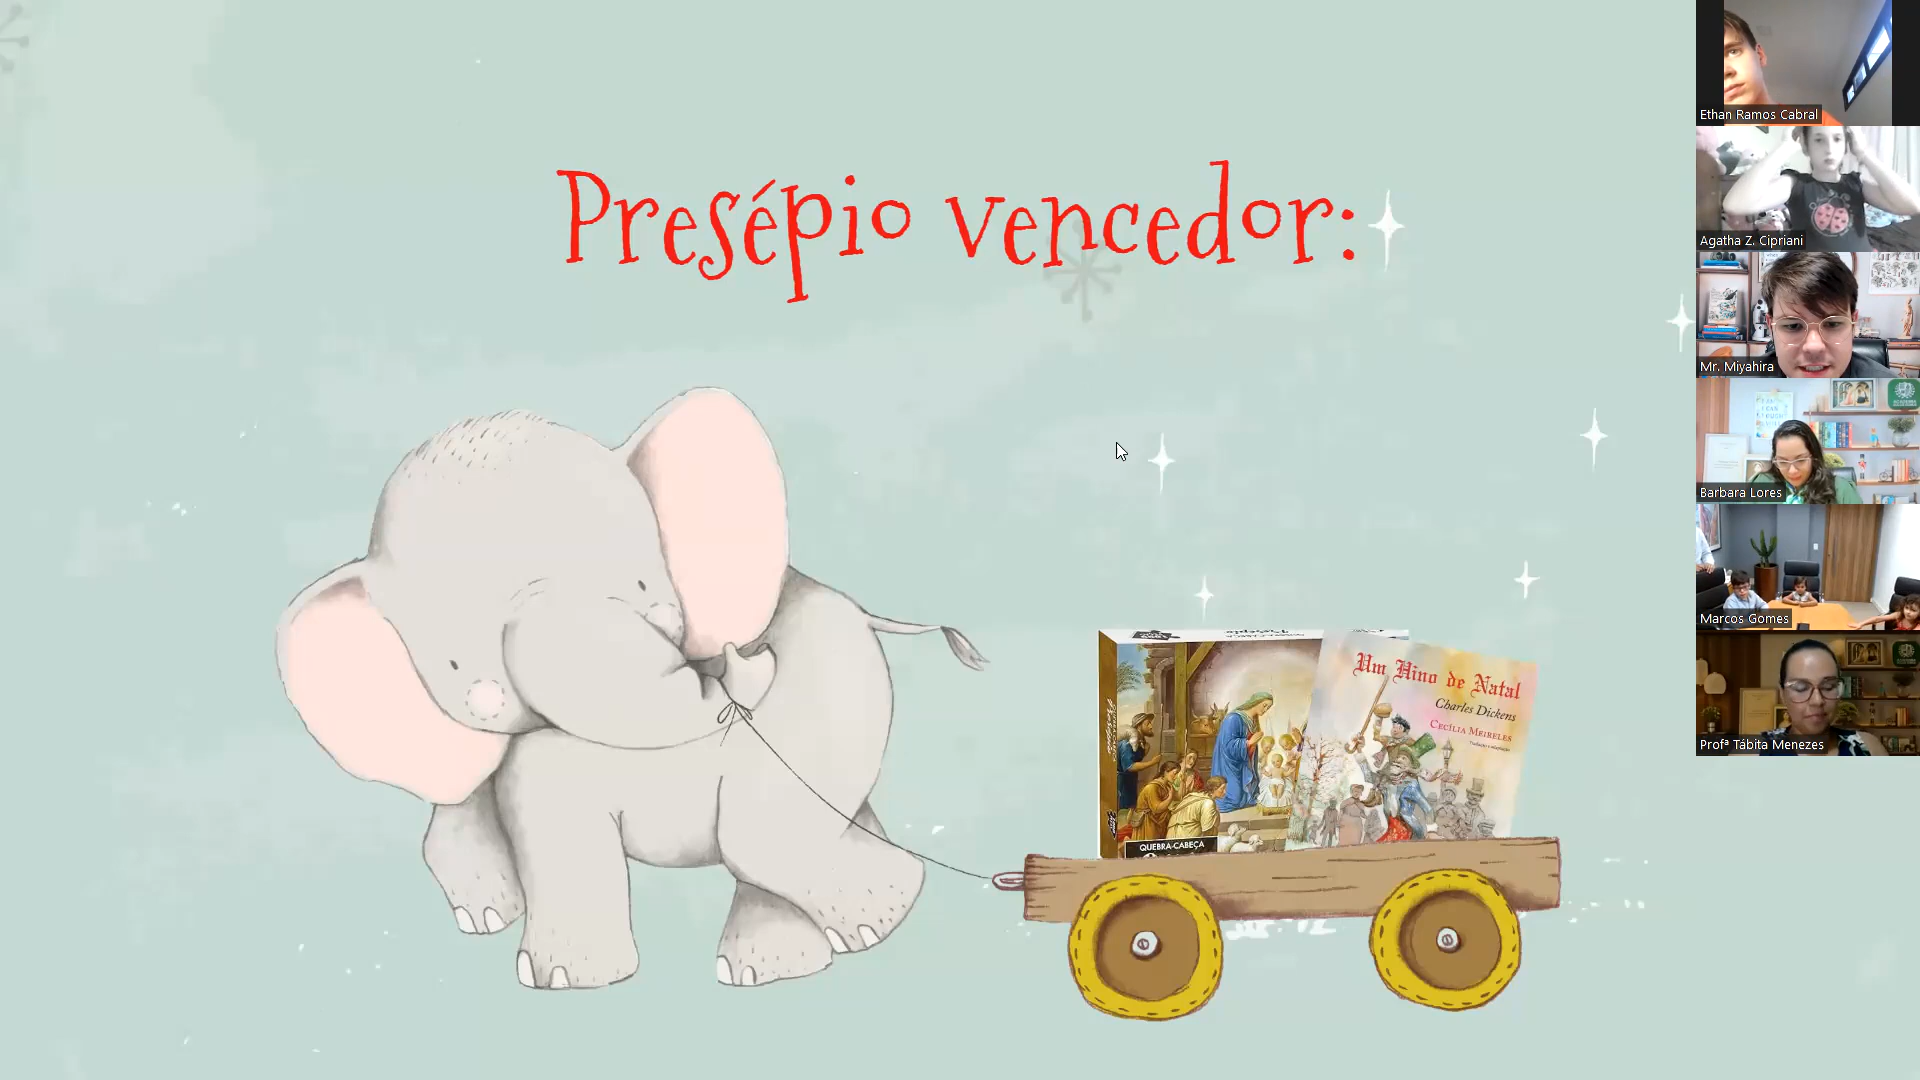 Presépio vencedor:
Um Hino de Natal
Charles Dickens
CECÍLIA MEIRELES
QUEBRA-CABEÇA
Ethan Ramos Cabral
Agatha Z. Cipriani
Mr. Miyahira
Barbara Lores
Marcos Gomes
Profª Tábita Menezes